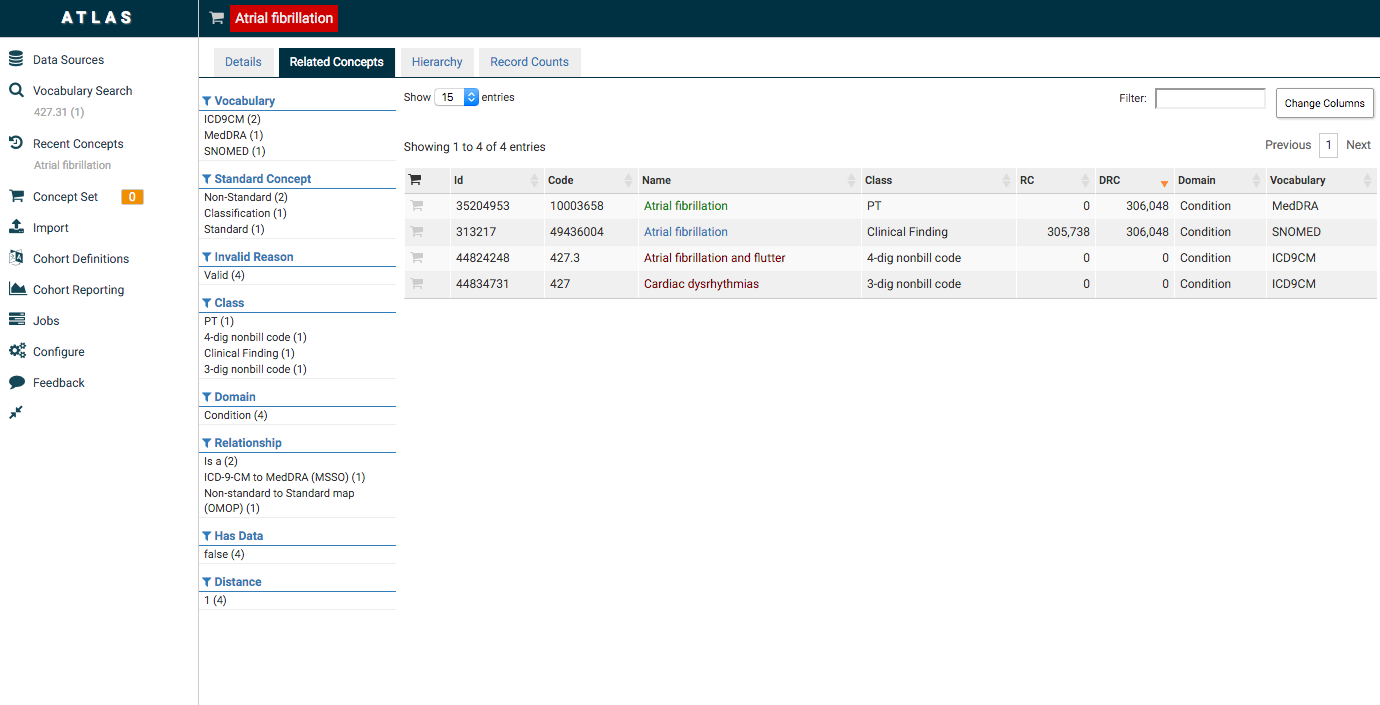 ATLAS
Atrial fibrillation
Data Sources
Vocabulary Search
427.31 (1)
Recent Concepts
Atrial fibrillation
Concept Set 0
Import
Cohort Definitions
Cohort Reporting
Jobs
Configure
Feedback
Details Related Concepts Hierarchy Record Counts
Vocabulary
ICD9CM (2)
MedDRA (1)
SNOMED (1)
Standard Concept
Non-Standard (2)
Classification (1)
Standard (1)
Invalid Reason
Valid (4)
Class
PT (1)
4-dig nonbill code (1)
Clinical Finding (1)
3-dig nonbill code (1)
Domain
Condition (4)
Relationship
Is a (2)
ICD-9-CM to MedDRA (MSSO) (1)
Non-standard to Standard map
(OMOP) (1)
Has Data
false (4)
Distance
1 (4)
Show 15 entries
Filter:
Change Columns
Showing 1 to 4 of 4 entries
Previous 1 Next
Id Code Name Class RC DRC Domain Vocabulary
35204953 10003658 Atrial fibrillation PT 0 306,048 Condition MedDRA
313217 49436004 Atrial fibrillation Clinical Finding 305,738 306,048 Condition SNOMED
44824248 427.3 Atrial fibrillation and flutter 4-dig nonbill code 0 0 Condition ICD9CM
44834731 427 Cardiac dysrhythmias 3-dig nonbill code 0 0 Condition ICD9CM